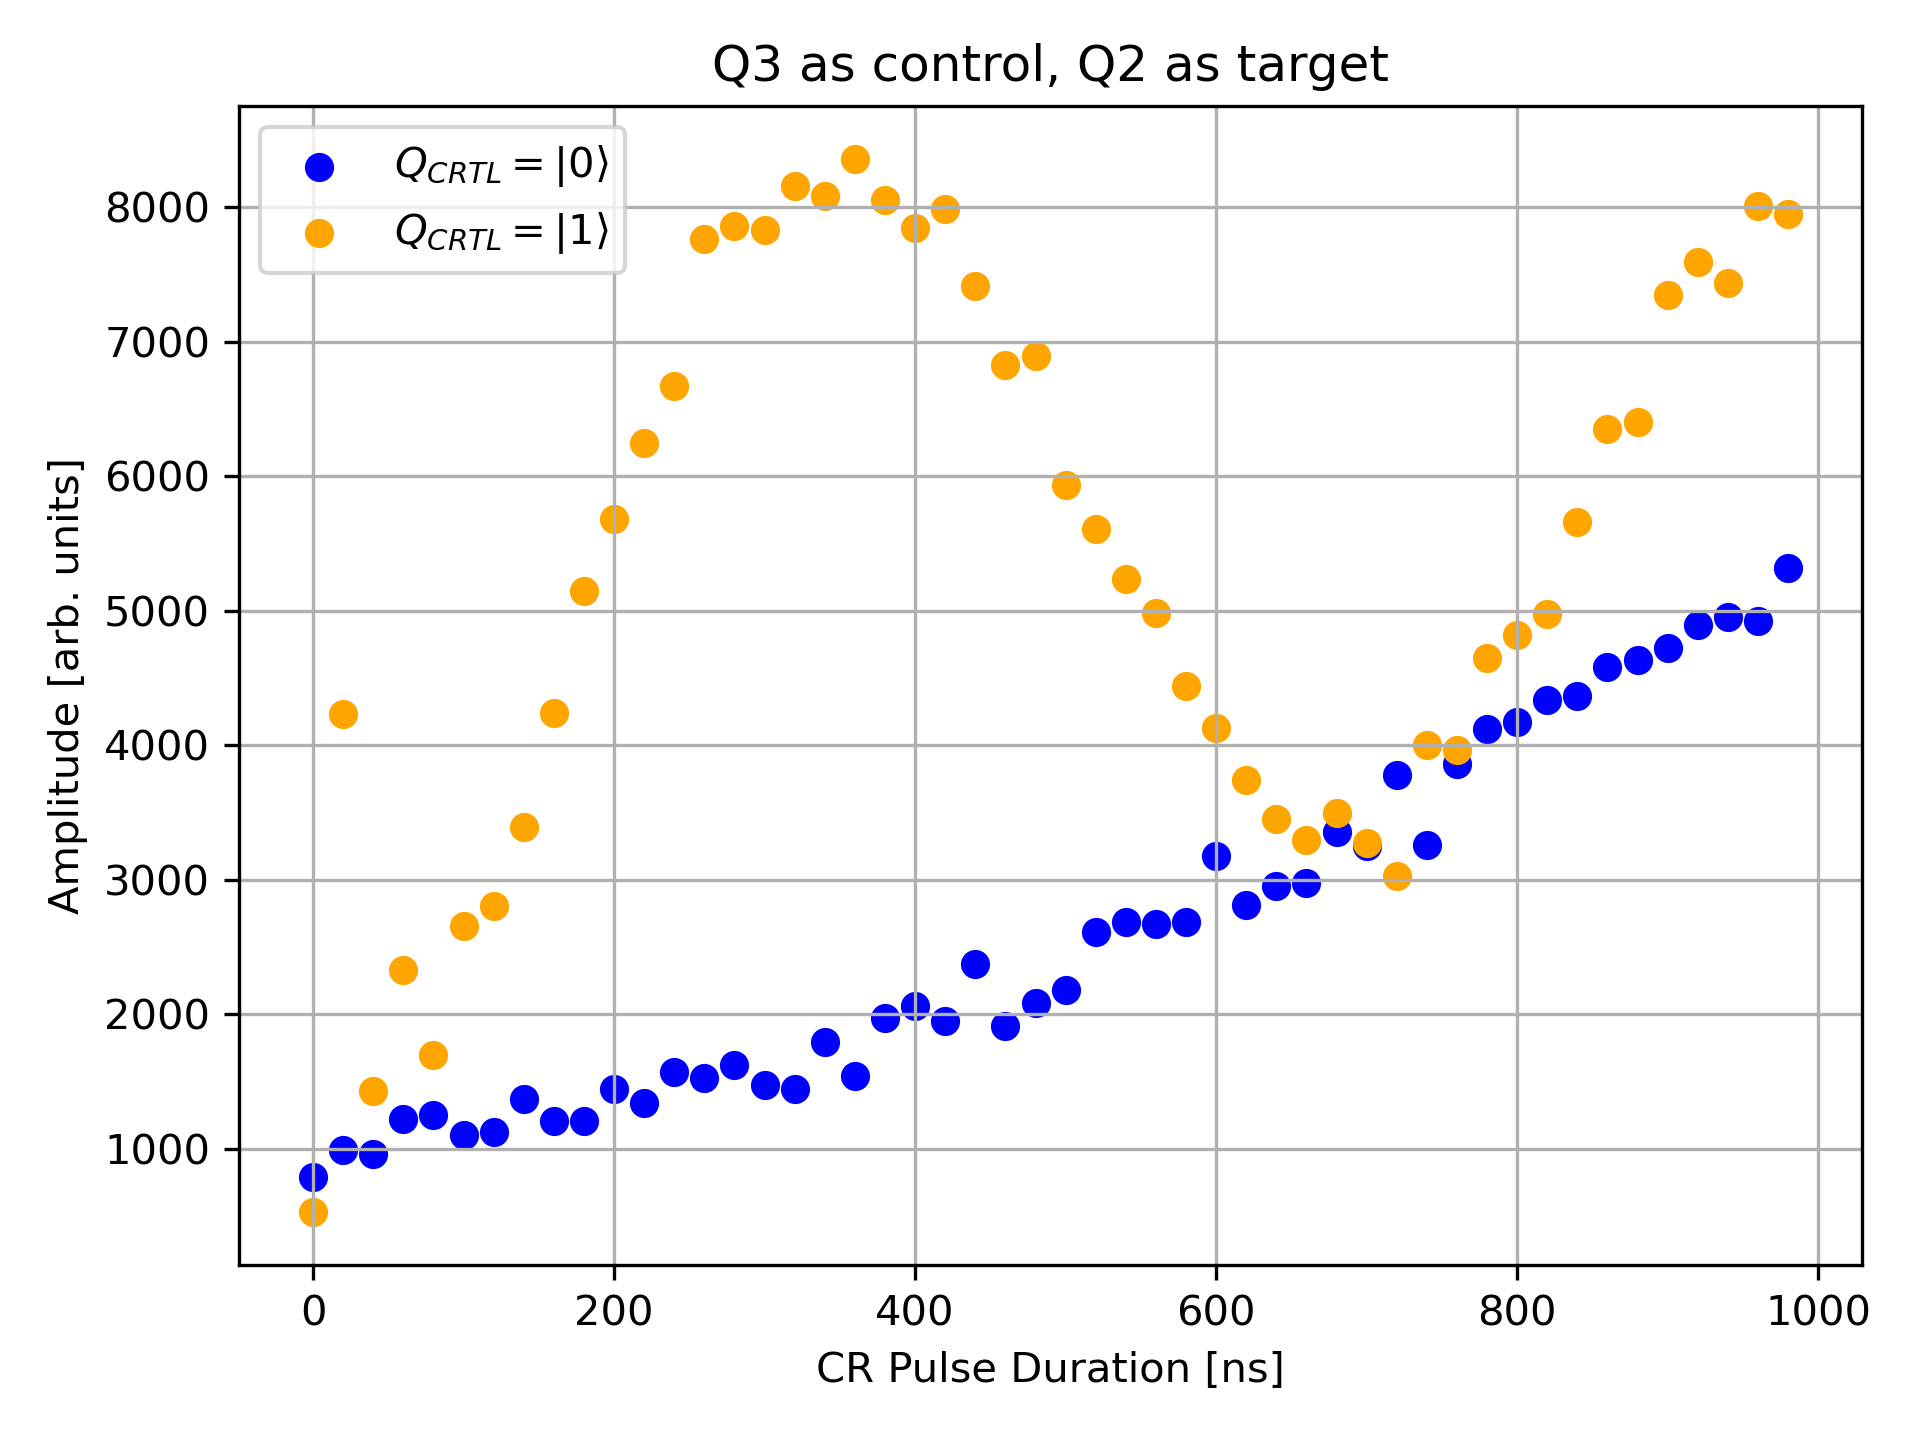 Q3 as control, Q2 as target
Q_CRTL = |0⟩
Q_CRTL = |1⟩
8000
7000
6000
5000
4000
3000
2000
1000
Amplitude [arb. units]
0 200 400 600 800 1000
CR Pulse Duration [ns]